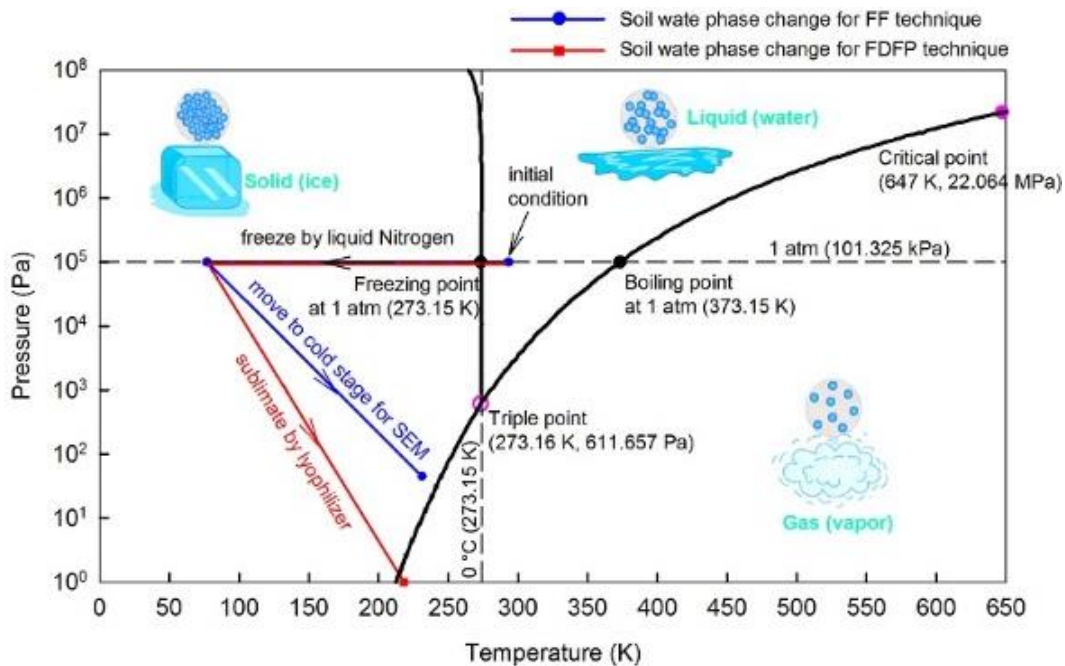 Soil wate phase change for FF technique
Soil wate phase change for FDFP technique
10⁸
10⁷
10⁶
10⁵
10⁴
10³
10²
10¹
10⁰
Pressure (Pa)
Solid (ice)
Liquid (water)
Critical point
(647 K, 22.064 MPa)
initial
condition
freeze by liquid Nitrogen
1 atm (101.325 kPa)
Freezing point
at 1 atm (273.15 K)
Boiling point
at 1 atm (373.15 K)
move to cold stage for SEM
sublimate by lyophilizer
Triple point
(273.16 K, 611.657 Pa)
0 °C (273.15 K)
Gas (vapor)
0 50 100 150 200 250 300 350 400 450 500 550 600 650
Temperature (K)